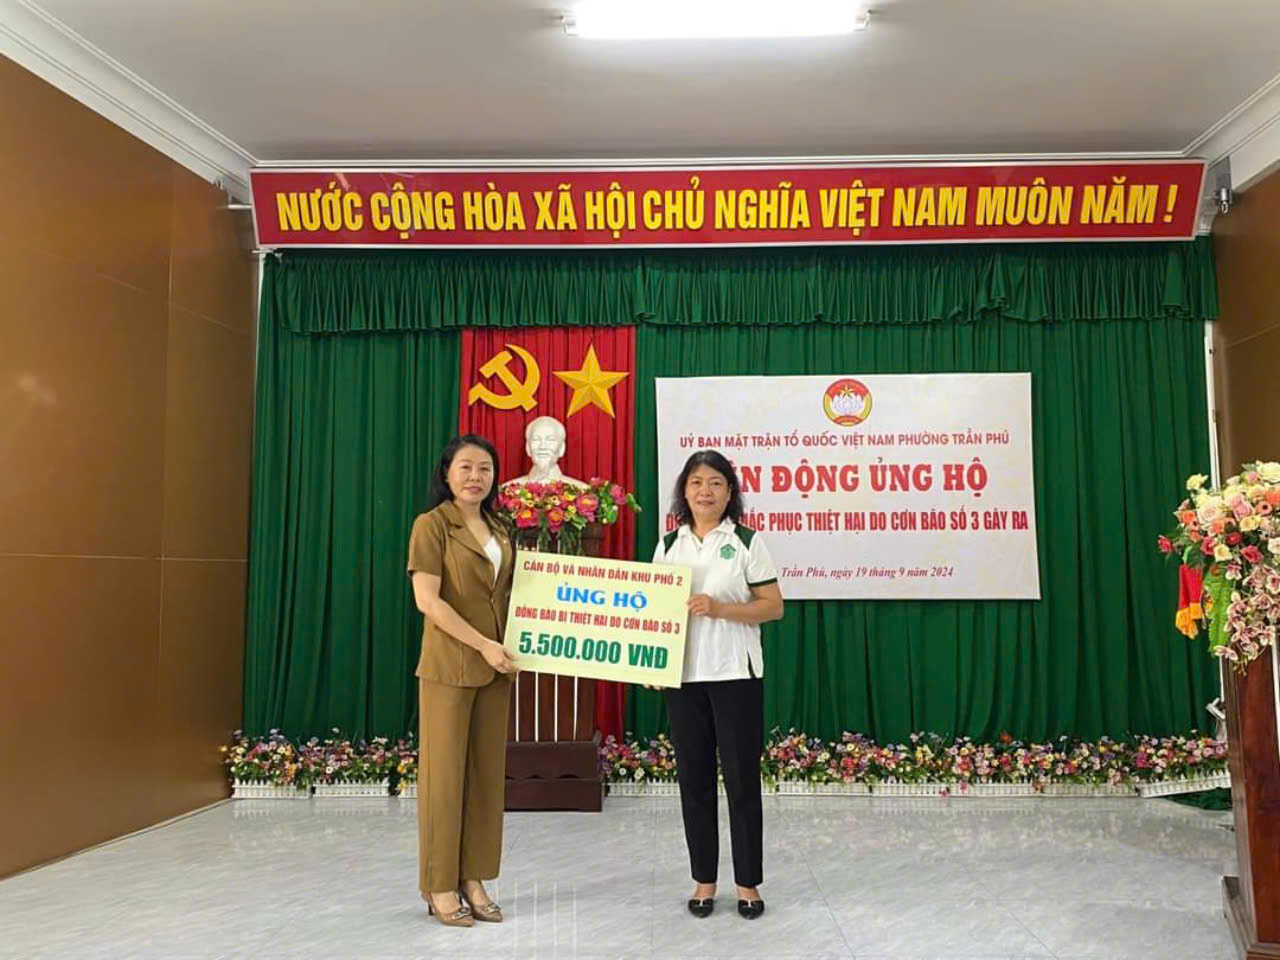 NƯỚC CỘNG HÒA XÃ HỘI CHỦ NGHĨA VIỆT NAM MUÔN NĂM !
UỶ BAN MẶT TRẬN TỔ QUỐC VIỆT NAM PHƯỜNG TRẦN PHÚ
ĐỘNG ỦNG HỘ
PHỤC THIỆT HẠI DO CƠN BÃO SỐ 3 GÂY RA
Trần Phú, ngày 19 tháng 9 năm 2024
CÁN BỘ VÀ NHÂN DÂN KHU PHỐ 2
ỦNG HỘ
ĐỒNG BÀO BỊ THIỆT HẠI DO CƠN BÃO SỐ 3
5.500.000 VNĐ